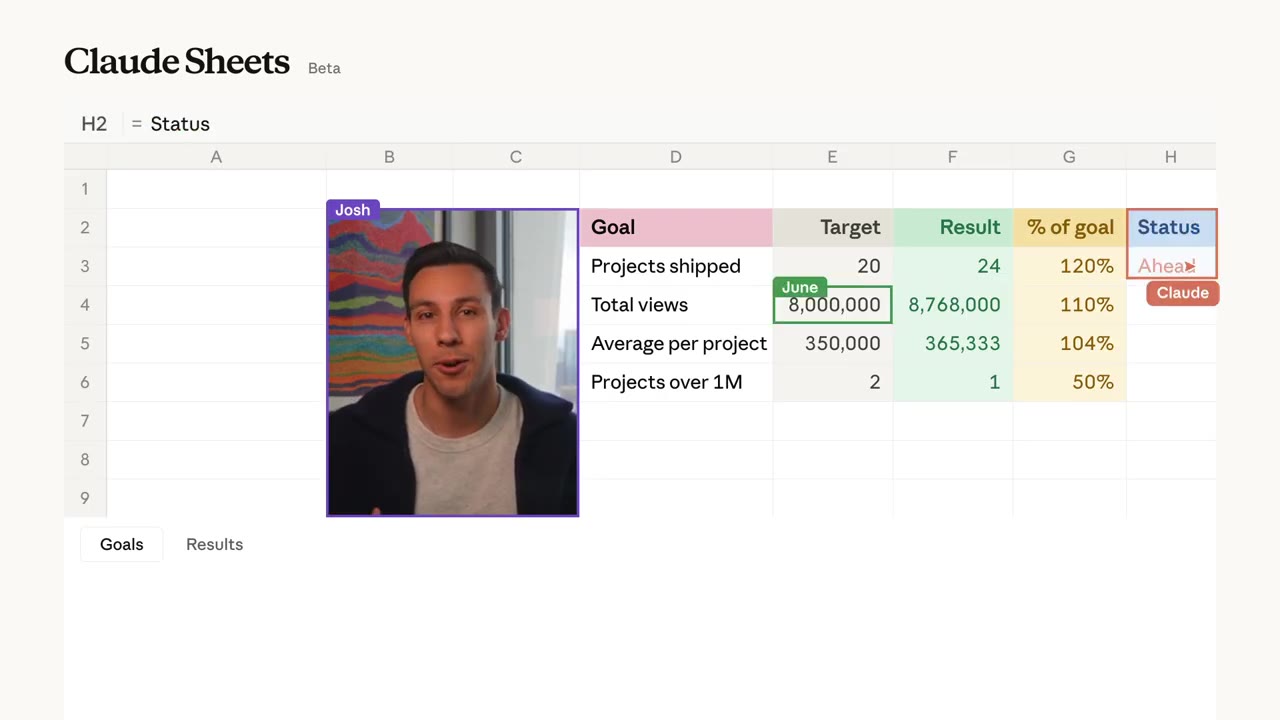 Claude Sheets Beta
H2 = Status
A B C D E F G H
1
Josh
2 Goal Target Result % of goal Status
3 Projects shipped 20 24 120% Ahead
June
Claude
4 Total views 8,000,000 8,768,000 110%
5 Average per project 350,000 365,333 104%
6 Projects over 1M 2 1 50%
7
8
9
Goals Results